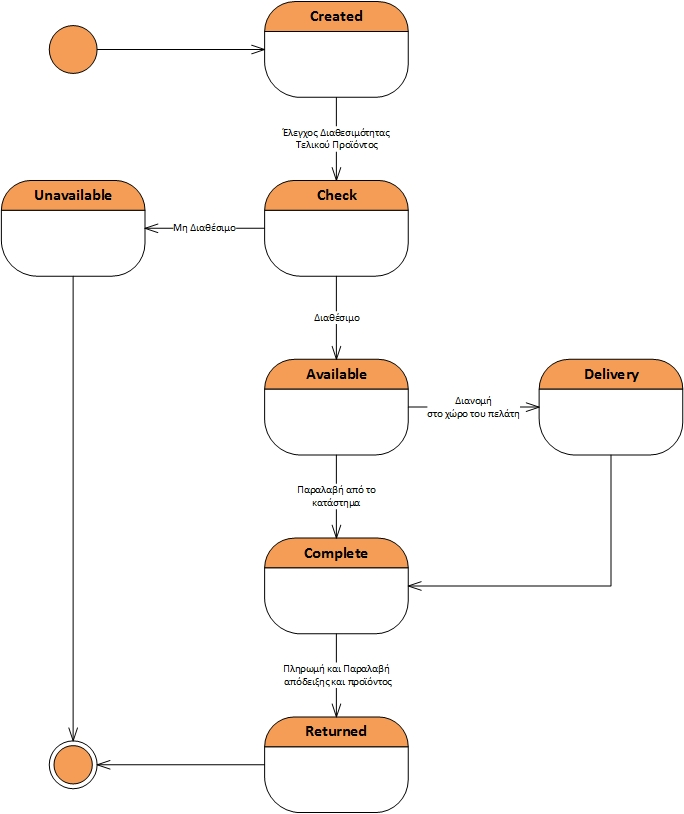 Created
Έλεγχος Διαθεσιμότητας
Τελικού Προϊόντος
Unavailable
Check
Μη Διαθέσιμο
Διαθέσιμο
Available
Delivery
Διανομή
στο χώρο του πελάτη
Παραλαβή από το
κατάστημα
Complete
Πληρωμή και Παραλαβή
απόδειξης και προϊόντος
Returned